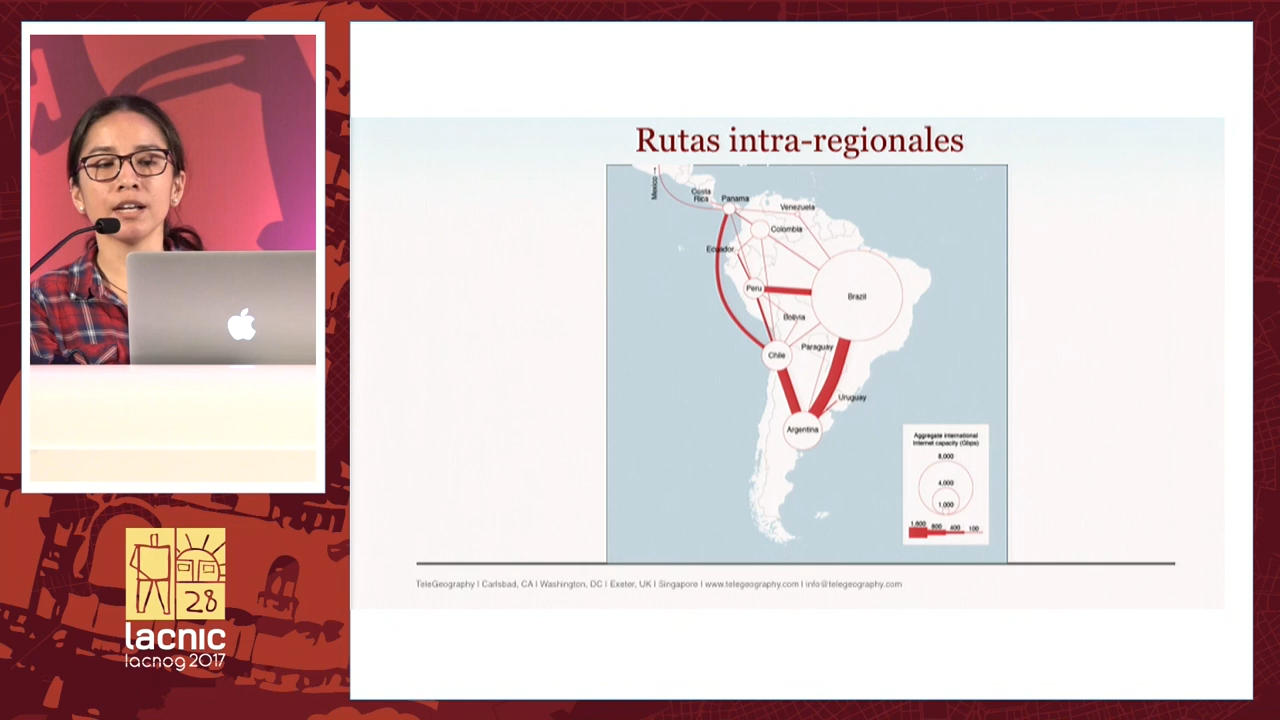 Rutas intra-regionales
Mexico →
Costa
Rica
Panama
Venezuela
Colombia
Ecuador
Peru
Brazil
Bolivia
Chile
Paraguay
Uruguay
Argentina
Aggregate international
Internet capacity (Gbps)
8,000
4,000
1,000
1,600 800 400 100
TeleGeography | Carlsbad, CA | Washington, DC | Exeter, UK | Singapore | www.telegeography.com | info@telegeography.com
28
lacnic
lacnog 2017